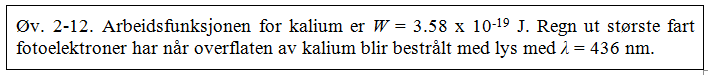 Øv. 2-12. Arbeidsfunksjonen for kalium er W = 3.58 x 10-19 J. Regn ut største fart
fotoelektroner har når overflaten av kalium blir bestrålt med lys med λ = 436 nm.